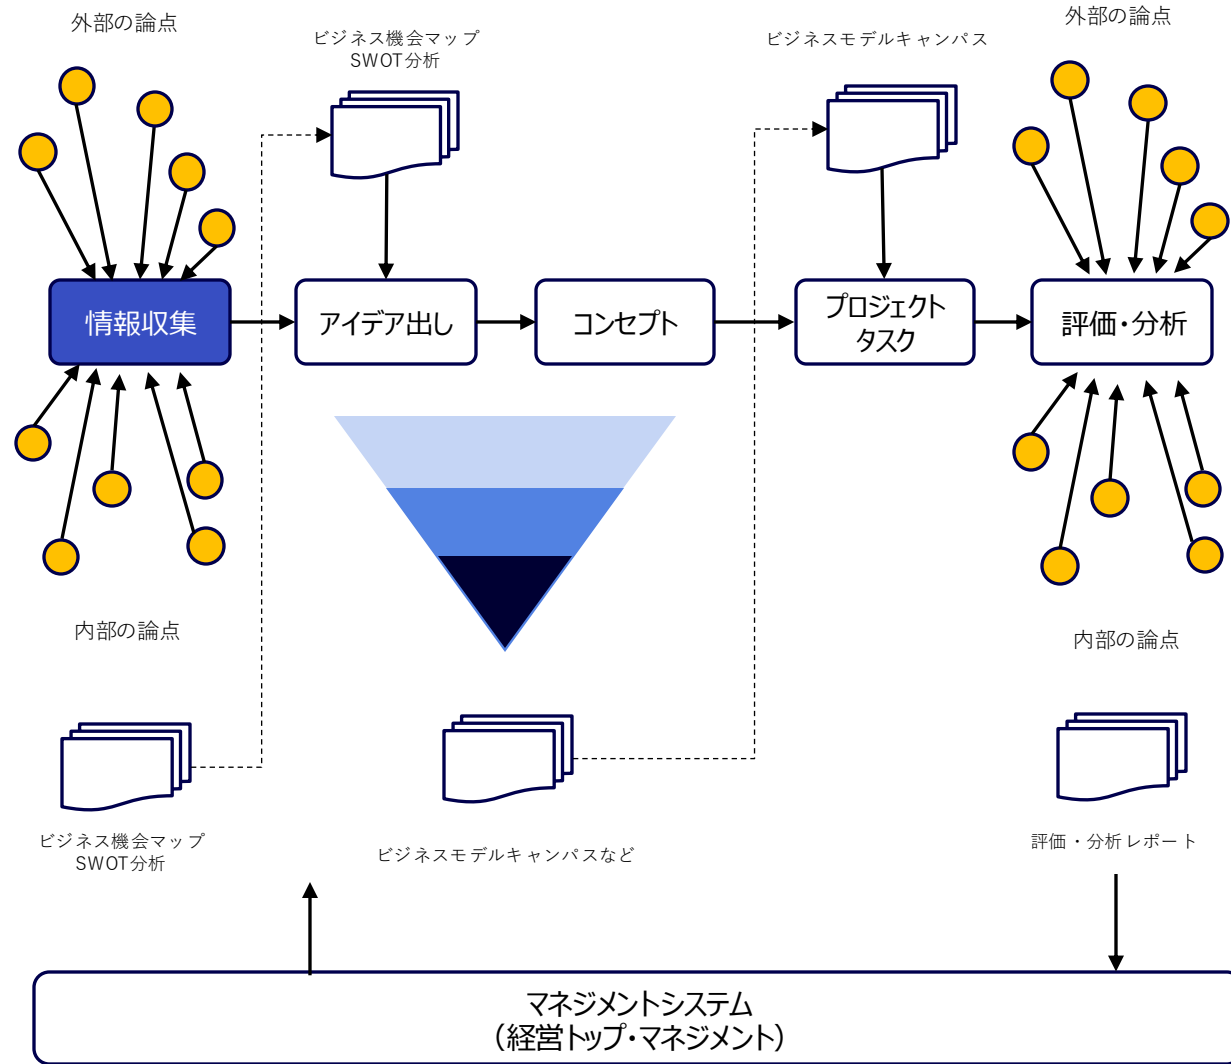 外部の論点
ビジネス機会マップ
SWOT分析
ビジネスモデルキャンパス
外部の論点
情報収集
アイデア出し
コンセプト
プロジェクト
タスク
評価・分析
内部の論点
内部の論点
ビジネス機会マップ
SWOT分析
ビジネスモデルキャンパスなど
評価・分析レポート
マネジメントシステム
（経営トップ・マネジメント）